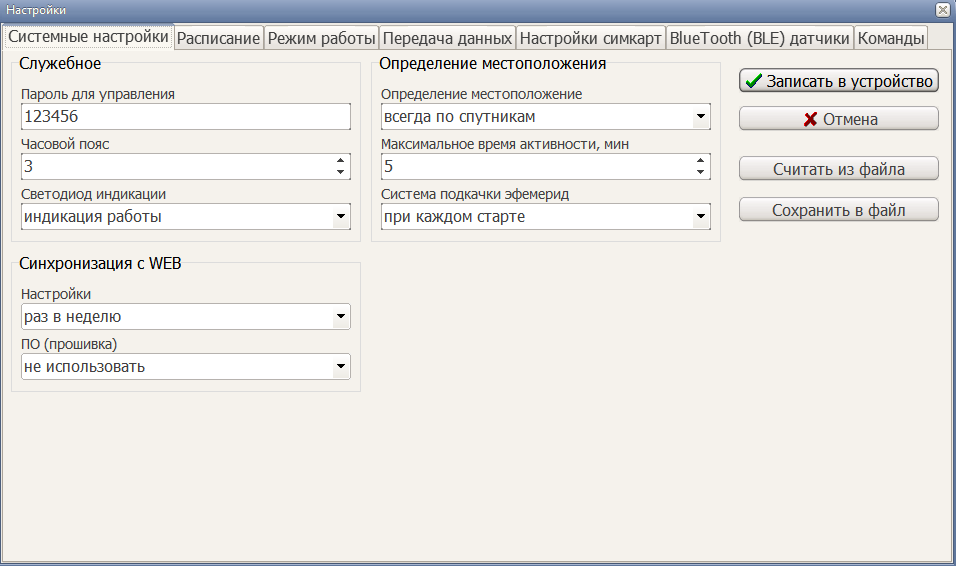 Настройки
Системные настройки Расписание Режим работы Передача данных Настройки симкарт BlueTooth (BLE) датчики Команды
Служебное
Пароль для управления
123456
Часовой пояс
3
Светодиод индикации
индикация работы
Определение местоположения
Определение местоположение
всегда по спутникам
Максимальное время активности, мин
5
Система подкачки эфемерид
при каждом старте
Записать в устройство
Отмена
Считать из файла
Сохранить в файл
Синхронизация с WEB
Настройки
раз в неделю
ПО (прошивка)
не использовать